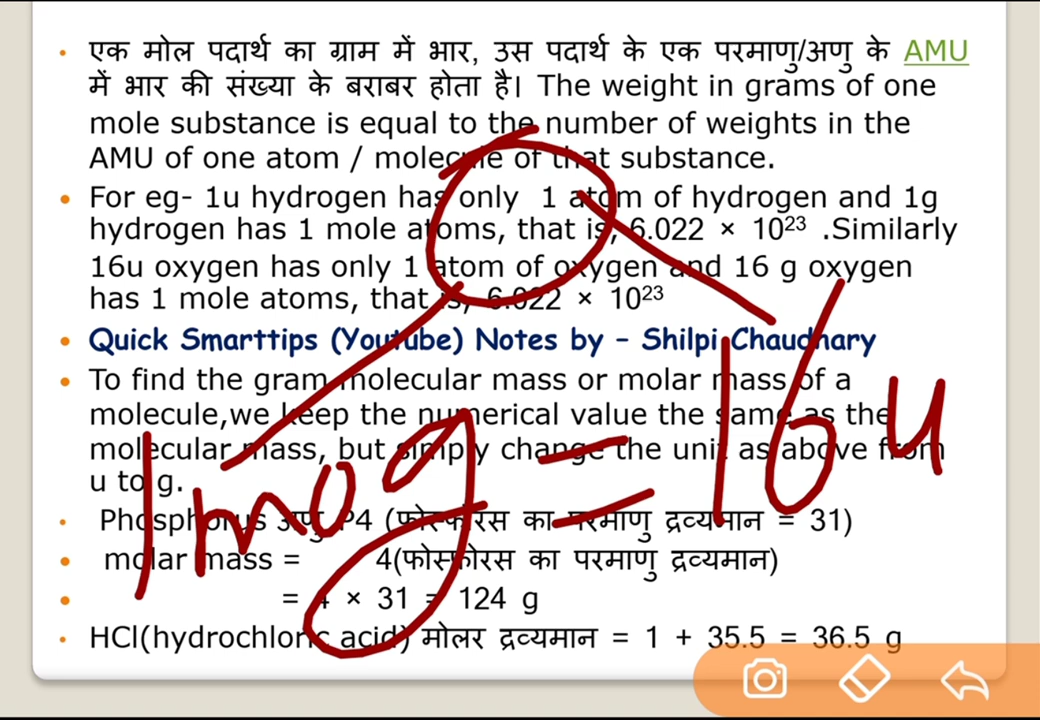 एक मोल पदार्थ का ग्राम में भार, उस पदार्थ के एक परमाणु/अणु के AMU
में भार की संख्या के बराबर होता है। The weight in grams of one
mole substance is equal to the number of weights in the
AMU of one atom / molecule of that substance.
For eg- 1u hydrogen has only 1 atom of hydrogen and 1g
hydrogen has 1 mole atoms, that is, 6.022 × 10²³ .Similarly
16u oxygen has only 1 atom of oxygen and 16 g oxygen
has 1 mole atoms, that is, 6.022 × 10²³
Quick Smarttips (Youtube) Notes by – Shilpi Chaudhary
To find the gram molecular mass or molar mass of a
molecule,we keep the numerical value the same as the
molecular mass, but simply change the unit as above from
u to g.
Phosphorus अणु P4 (फोस्फोरस का परमाणु द्रव्यमान = 31)
molar mass = 4(फोस्फोरस का परमाणु द्रव्यमान)
= 4 × 31 = 124 g
HCl(hydrochloric acid) मोलर द्रव्यमान = 1 + 35.5 = 36.5 g
= 16u